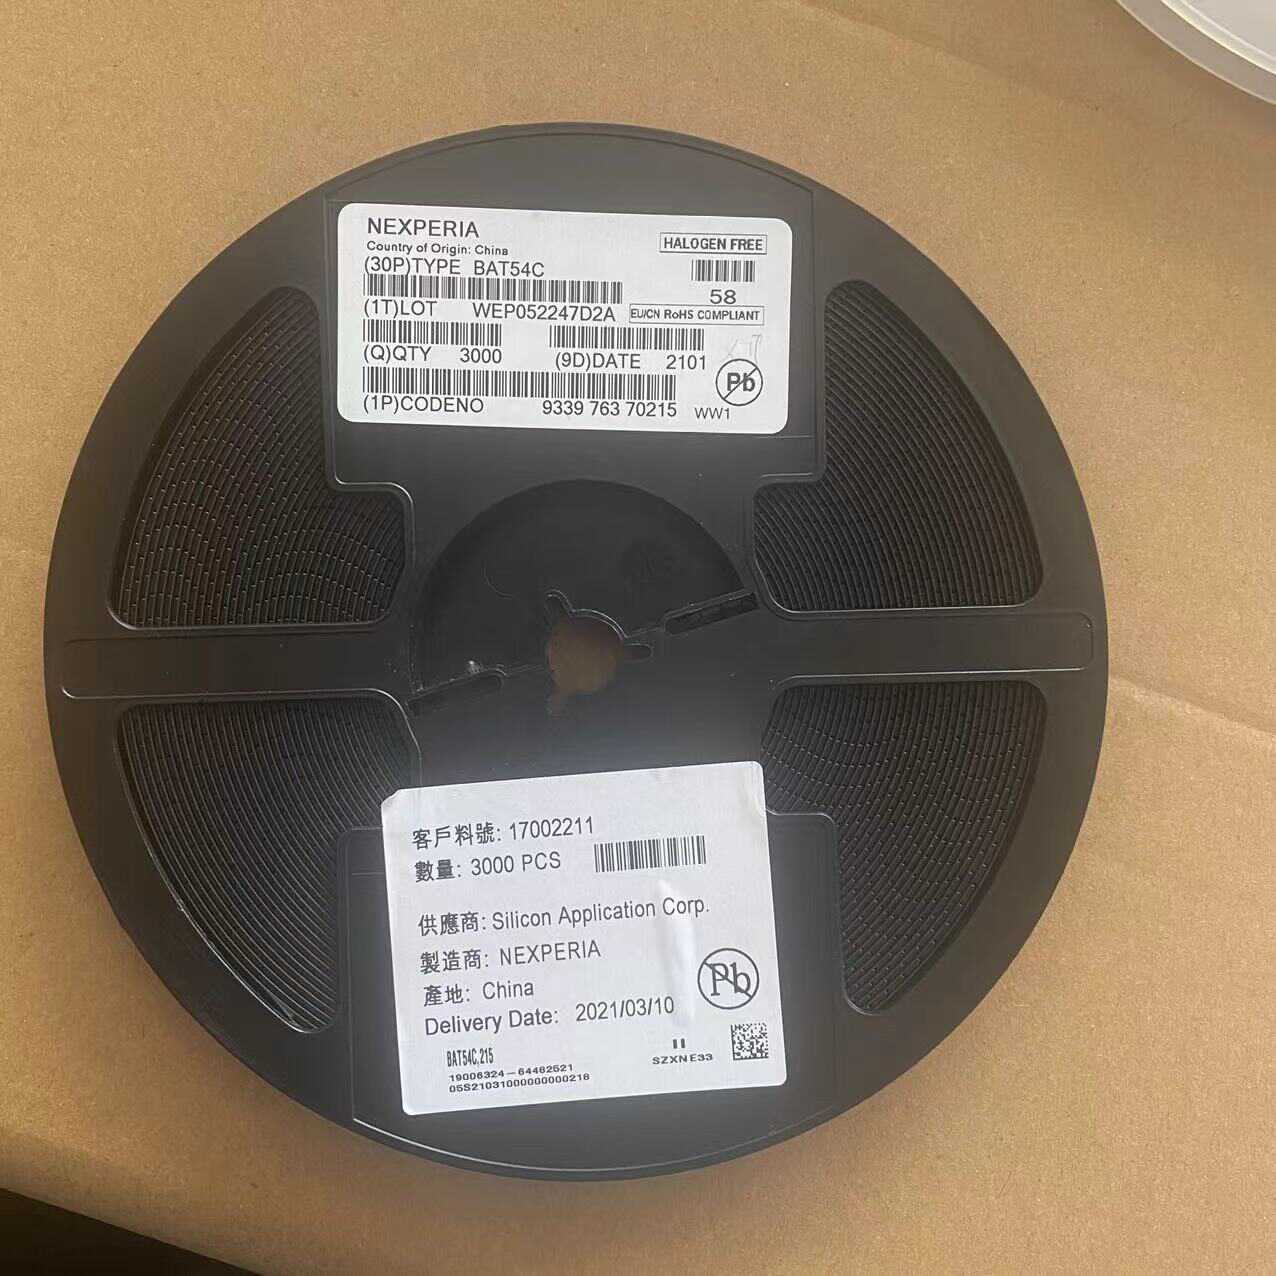 NEXPERIA
Country of Origin: China
HALOGEN FREE
(30P)TYPE BAT54C
58
(1T)LOT WEP052247D2A
EU/CN RoHS COMPLIANT
(Q)QTY 3000 (9D)DATE 2101
Pb
(1P)CODENO 9339 763 70215 WW1
客戶料號: 17002211
數量: 3000 PCS
供應商: Silicon Application Corp.
製造商: NEXPERIA
產地: China
Pb
Delivery Date: 2021/03/10
BAT54C,215
II
SZXNE33
19006324-64462521
05S21031000000000218